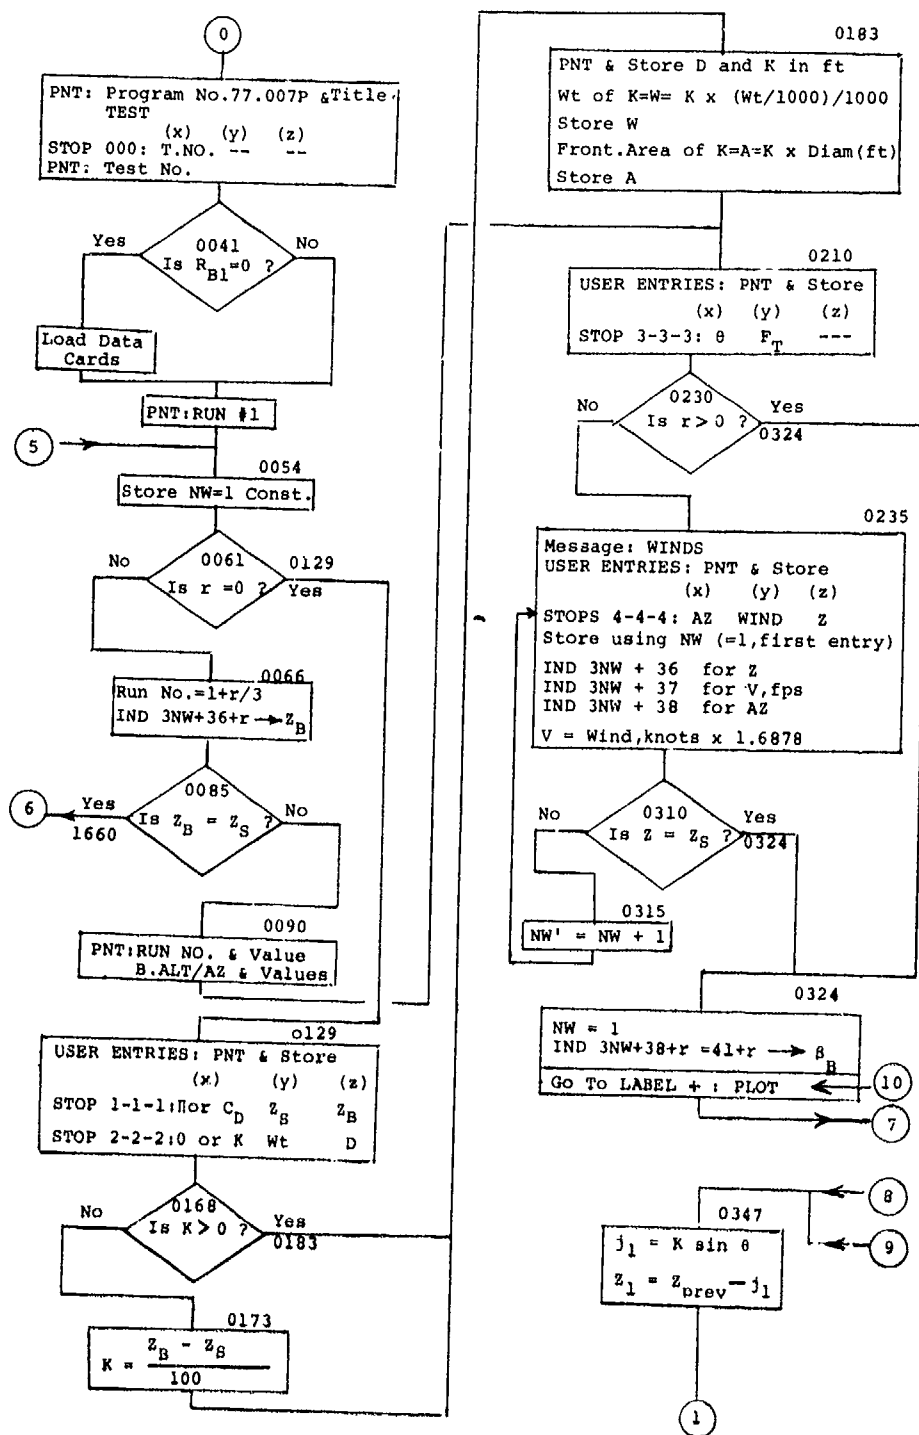 0
PNT: Program No.77.007P &Title.
TEST
(x) (y) (z)
STOP 000: T.NO. -- --
PNT: Test No.
Yes
0041
No
Is R_B1=0 ?
Load Data
Cards
PNT:RUN #1
5
0054
Store NW=1 Const.
No
0061
0129
Is r =0 ?
Yes
0066
Run No.=1+r/3
IND 3NW+36+r → Z_B
6
Yes
0085
No
1660
Is Z_B = Z_S ?
0090
PNT:RUN NO. & Value
B.ALT/AZ & Values
0129
USER ENTRIES: PNT & Store
(x) (y) (z)
STOP 1-1-1:Πor C_D Z_S Z_B
STOP 2-2-2:0 or K Wt D
No
0168
Yes
Is K > 0 ?
0183
0173
K = (Z_B - Z_S)/100
0183
PNT & Store D and K in ft
Wt of K=W= K x (Wt/1000)/1000
Store W
Front.Area of K=A=K x Diam(ft)
Store A
0210
USER ENTRIES: PNT & Store
(x) (y) (z)
STOP 3-3-3: θ F_T ---
No
0230
Yes
Is r > 0 ?
0324
0235
Message: WINDS
USER ENTRIES: PNT & Store
(x) (y) (z)
STOPS 4-4-4: AZ WIND Z
Store using NW (=1,first entry)
IND 3NW + 36 for Z
IND 3NW + 37 for V,fps
IND 3NW + 38 for AZ
V = Wind,knots x 1.6878
No
0310
Yes
Is Z = Z_S ?
0324
0315
NW' = NW + 1
0324
NW = 1
IND 3NW+38+r =41+r → β_B
Go To LABEL + : PLOT
10
7
8
0347
9
j_1 = K sin θ
Z_1 = Z_prev - j_1
1